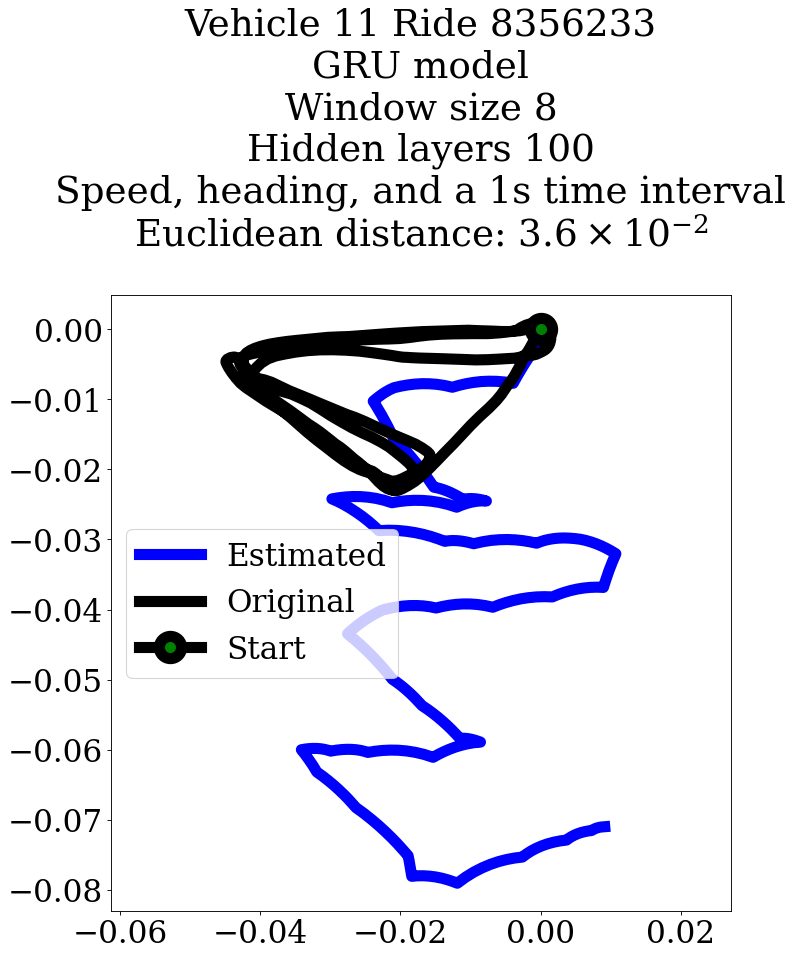 Vehicle 11 Ride 8356233
GRU model
Window size 8
Hidden layers 100
Speed, heading, and a 1s time interval
Euclidean distance: 3.6 × 10⁻²
0.00
−0.01
−0.02
−0.03
−0.04
−0.05
−0.06
−0.07
−0.08
Estimated
Original
Start
−0.06 −0.04 −0.02 0.00 0.02